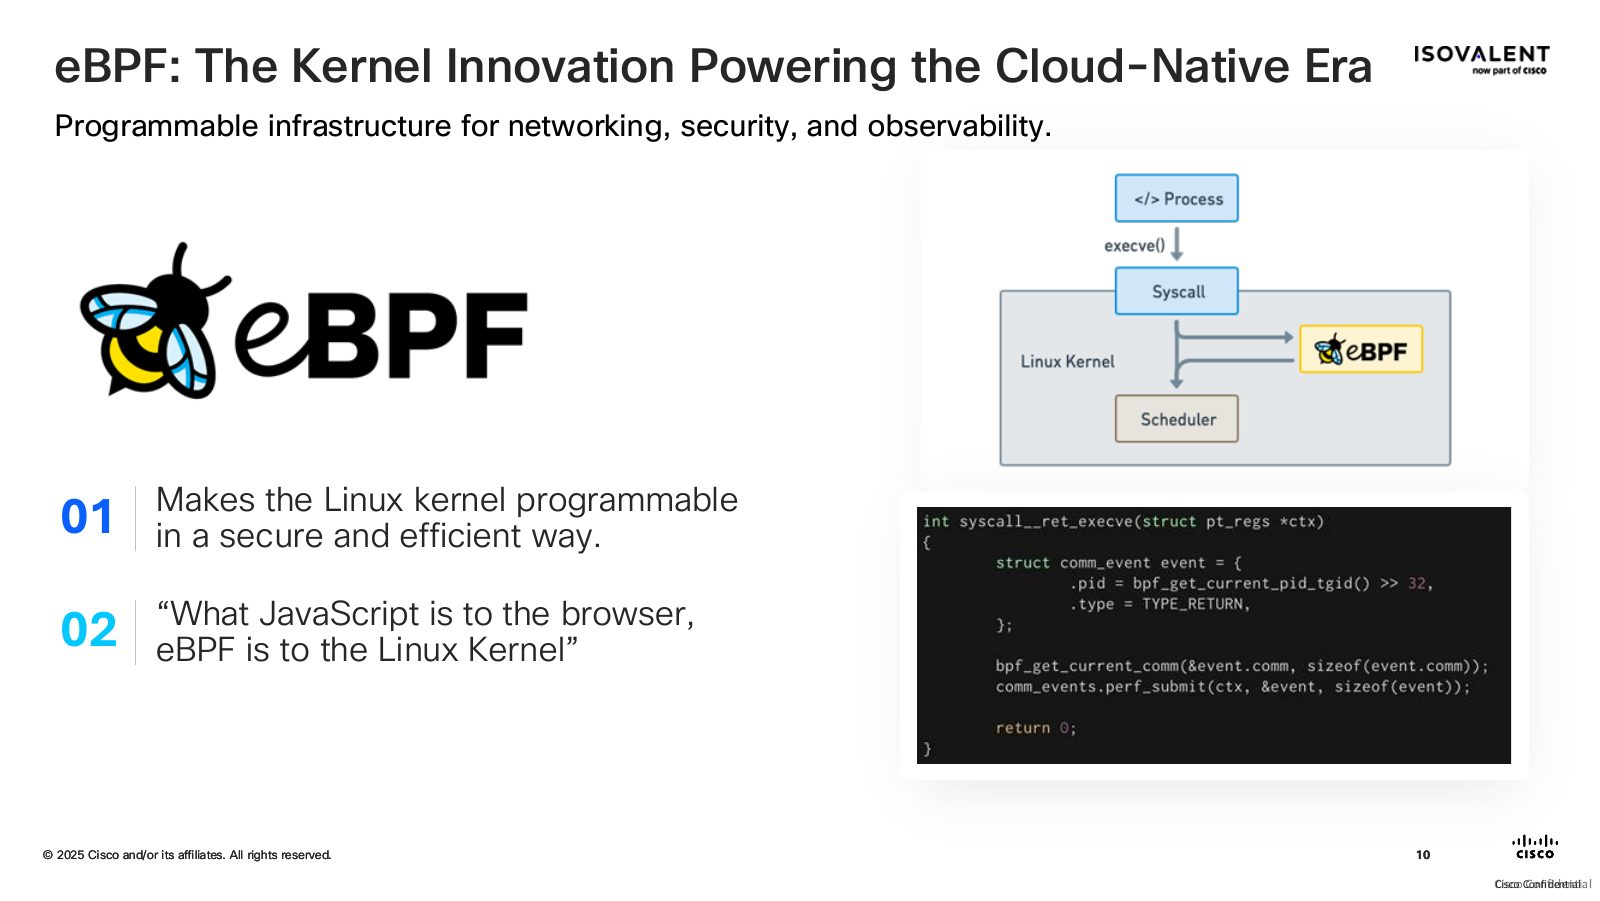 eBPF: The Kernel Innovation Powering the Cloud-Native Era
ISOVALENT
now part of CISCO
Programmable infrastructure for networking, security, and observability.
eBPF
01
Makes the Linux kernel programmable
in a secure and efficient way.
02
“What JavaScript is to the browser,
eBPF is to the Linux Kernel”
</> Process
execve()
Syscall
Linux Kernel
eBPF
Scheduler
int syscall__ret_execve(struct pt_regs *ctx)
{
struct comm_event event = {
.pid = bpf_get_current_pid_tgid() >> 32,
.type = TYPE_RETURN,
};
bpf_get_current_comm(&event.comm, sizeof(event.comm));
comm_events.perf_submit(ctx, &event, sizeof(event));
return 0;
}
© 2025 Cisco and/or its affiliates. All rights reserved.
10
CISCO
Cisco Confidential